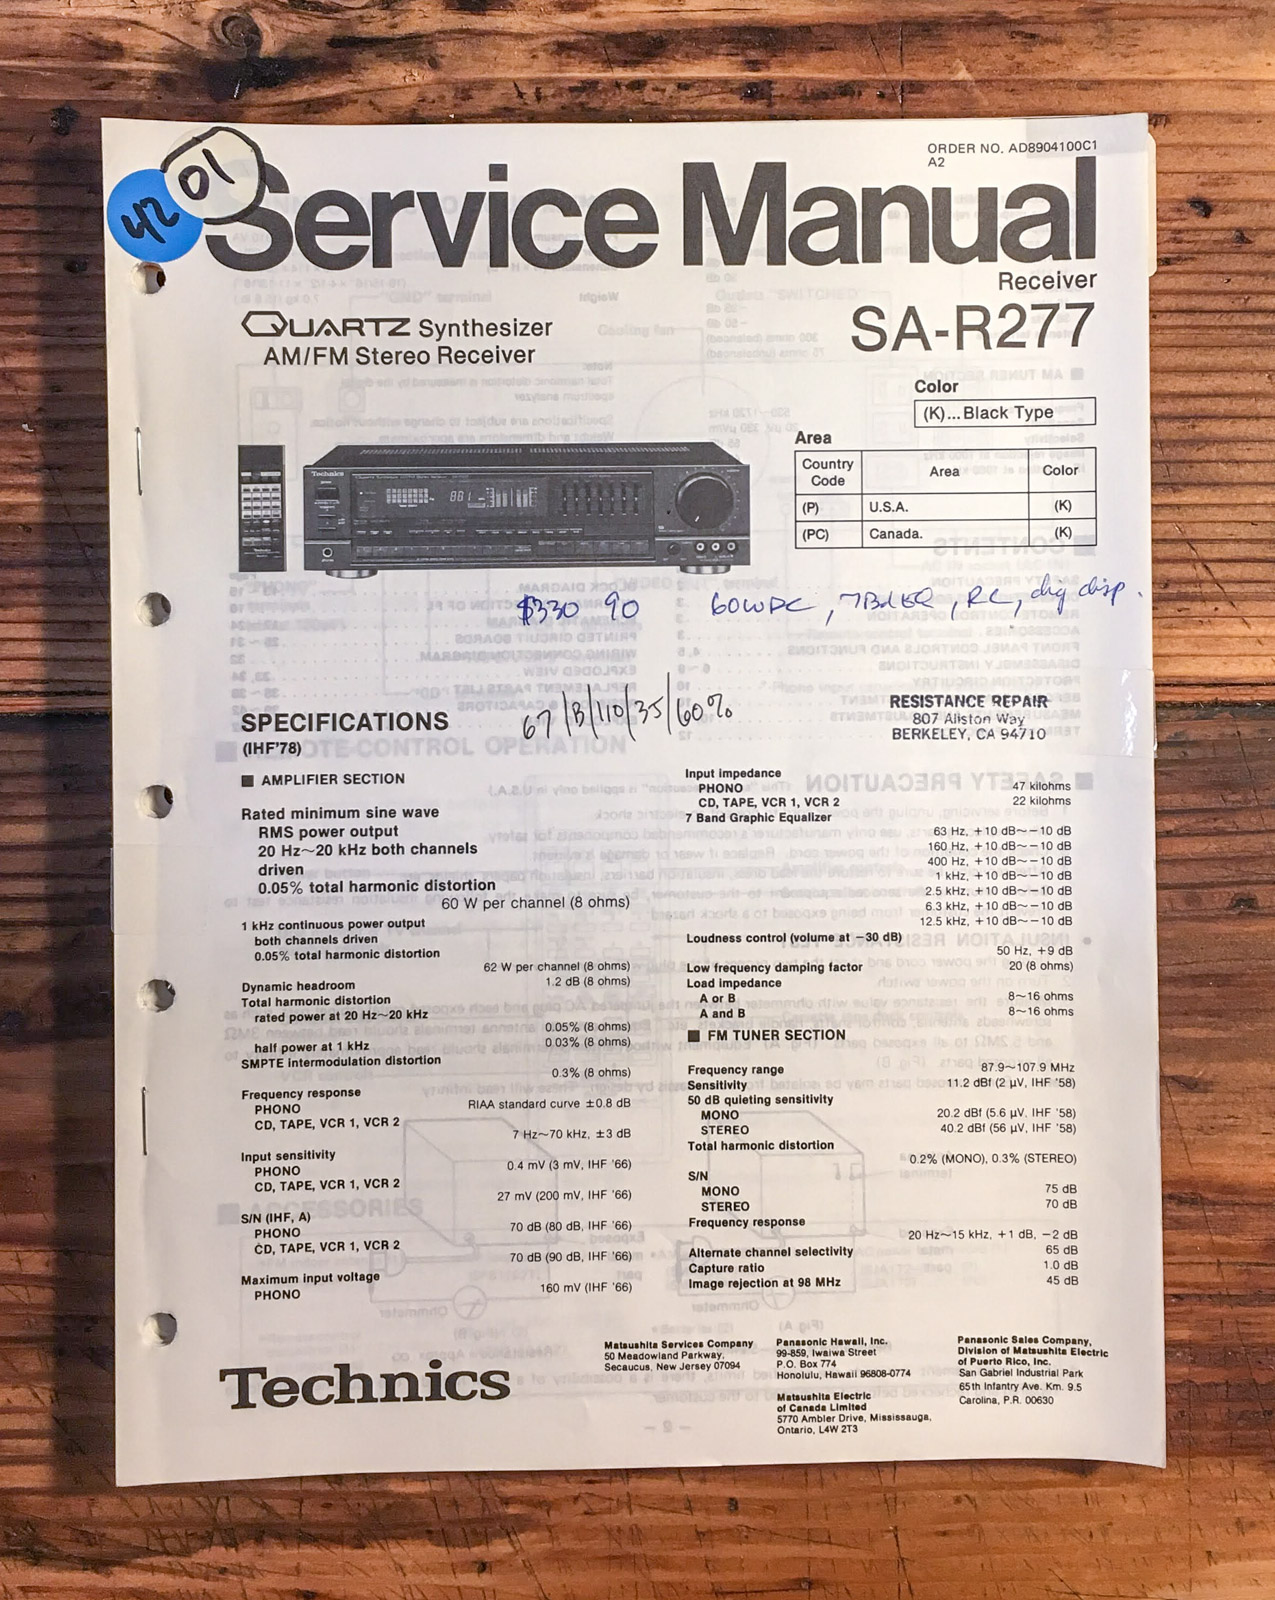 01
42
ORDER NO. AD8904100C1
A2
Service Manual
Receiver
QUARTZ Synthesizer
AM/FM Stereo Receiver
SA-R277
Color
(K)... Black Type
Area
Country Code Area Color
(P) U.S.A. (K)
(PC) Canada. (K)
Technics
$330 90 60WPC, 7BdEQ, RC, dig disp.
67/B/110/35/60%
RESISTANCE REPAIR
807 Allston Way
BERKELEY, CA 94710
SPECIFICATIONS
(IHF'78)
■ AMPLIFIER SECTION
Rated minimum sine wave
RMS power output
20 Hz~20 kHz both channels
driven
0.05% total harmonic distortion
60 W per channel (8 ohms)
1 kHz continuous power output
both channels driven
0.05% total harmonic distortion
62 W per channel (8 ohms)
Dynamic headroom 1.2 dB (8 ohms)
Total harmonic distortion
rated power at 20 Hz~20 kHz
0.05% (8 ohms)
half power at 1 kHz 0.03% (8 ohms)
SMPTE intermodulation distortion
0.3% (8 ohms)
Frequency response
PHONO RIAA standard curve ±0.8 dB
CD, TAPE, VCR 1, VCR 2
7 Hz~70 kHz, ±3 dB
Input sensitivity
PHONO 0.4 mV (3 mV, IHF '66)
CD, TAPE, VCR 1, VCR 2
27 mV (200 mV, IHF '66)
S/N (IHF, A)
PHONO 70 dB (80 dB, IHF '66)
CD, TAPE, VCR 1, VCR 2
70 dB (90 dB, IHF '66)
Maximum input voltage
PHONO 160 mV (IHF '66)
Input impedance
PHONO 47 kilohms
CD, TAPE, VCR 1, VCR 2 22 kilohms
7 Band Graphic Equalizer
63 Hz, +10 dB~−10 dB
160 Hz, +10 dB~−10 dB
400 Hz, +10 dB~−10 dB
1 kHz, +10 dB~−10 dB
2.5 kHz, +10 dB~−10 dB
6.3 kHz, +10 dB~−10 dB
12.5 kHz, +10 dB~−10 dB
Loudness control (volume at −30 dB)
50 Hz, +9 dB
Low frequency damping factor 20 (8 ohms)
Load impedance
A or B 8~16 ohms
A and B 8~16 ohms
■ FM TUNER SECTION
Frequency range 87.9~107.9 MHz
Sensitivity 11.2 dBf (2 µV, IHF '58)
50 dB quieting sensitivity
MONO 20.2 dBf (5.6 µV, IHF '58)
STEREO 40.2 dBf (56 µV, IHF '58)
Total harmonic distortion
0.2% (MONO), 0.3% (STEREO)
S/N
MONO 75 dB
STEREO 70 dB
Frequency response
20 Hz~15 kHz, +1 dB, −2 dB
Alternate channel selectivity 65 dB
Capture ratio 1.0 dB
Image rejection at 98 MHz 45 dB
Technics
Matsushita Services Company
50 Meadowland Parkway,
Secaucus, New Jersey 07094
Panasonic Hawaii, Inc.
99-859, Iwaiwa Street
P.O. Box 774
Honolulu, Hawaii 96808-0774
Matsushita Electric
of Canada Limited
5770 Ambler Drive, Mississauga,
Ontario, L4W 2T3
Panasonic Sales Company,
Division of Matsushita Electric
of Puerto Rico, Inc.
San Gabriel Industrial Park
65th Infantry Ave. Km. 9.5
Carolina, P.R. 00630